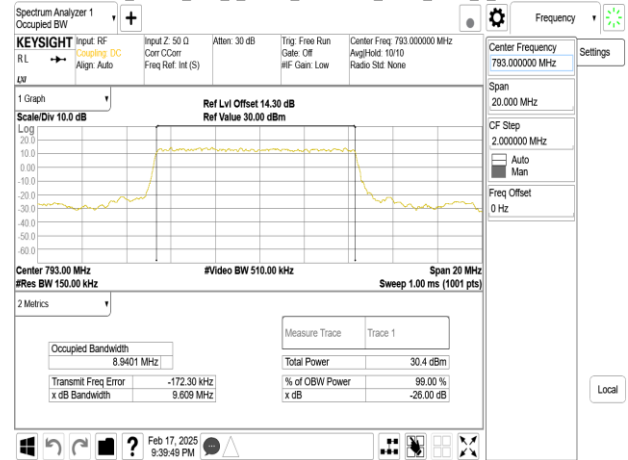 Spectrum Analyzer 1
Occupied BW
Frequency
KEYSIGHT
Input: RF
Coupling: DC
Align: Auto
Input Z: 50 Ω
Corr CCorr
Freq Ref: Int (S)
Atten: 30 dB
Trig: Free Run
Gate: Off
#IF Gain: Low
Center Freq: 793.000000 MHz
Avg|Hold: 10/10
Radio Std: None
RL
LXI
Center Frequency
793.000000 MHz
Settings
Span
20.000 MHz
CF Step
2.000000 MHz
Auto
Man
Freq Offset
0 Hz
Local
1 Graph
Scale/Div 10.0 dB
Ref Lvl Offset 14.30 dB
Ref Value 30.00 dBm
Log
20.0
10.0
0.00
-10.0
-20.0
-30.0
-40.0
-50.0
-60.0
Center 793.00 MHz
#Res BW 150.00 kHz
#Video BW 510.00 kHz
Span 20 MHz
Sweep 1.00 ms (1001 pts)
2 Metrics
Measure Trace Trace 1
Occupied Bandwidth
8.9401 MHz
Total Power 30.4 dBm
Transmit Freq Error -172.30 kHz
% of OBW Power 99.00 %
x dB Bandwidth 9.609 MHz
x dB -26.00 dB
Feb 17, 2025
9:39:49 PM